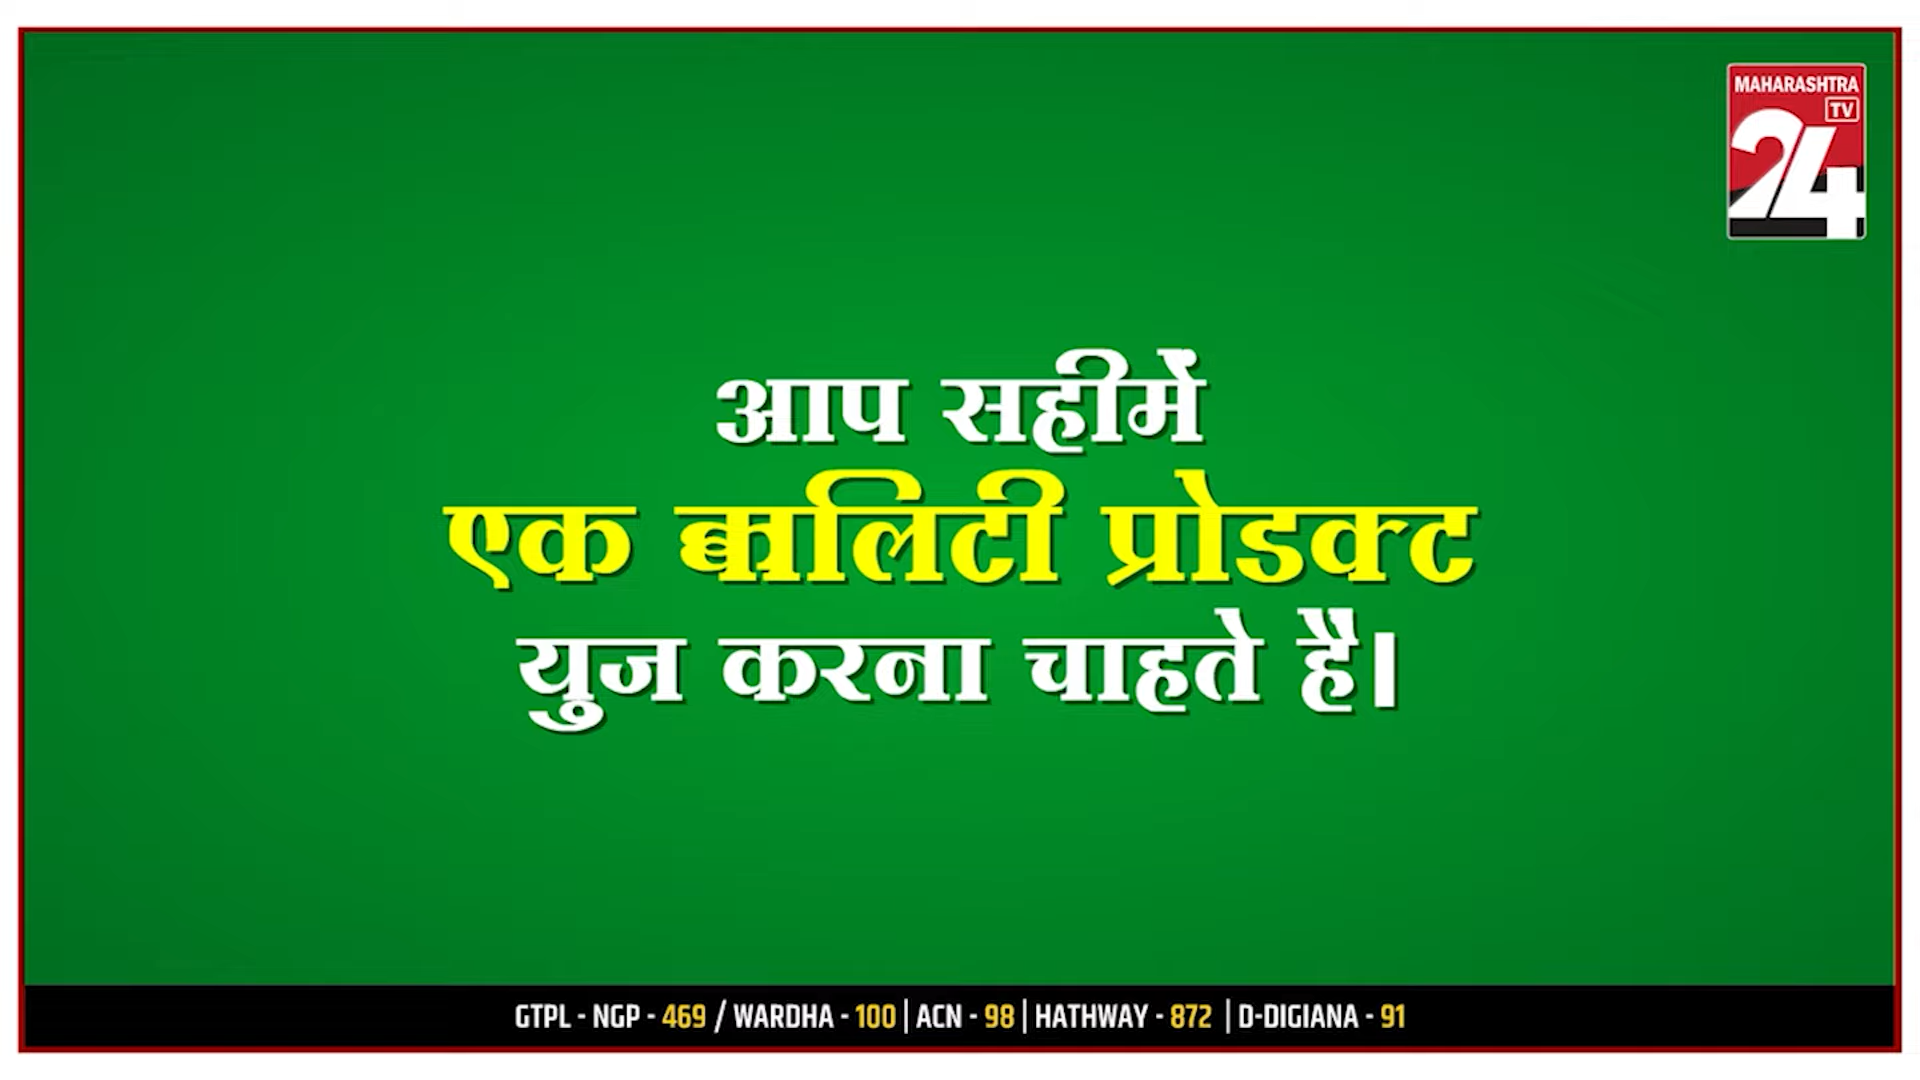 MAHARASHTRA
TV
24
आप सहीमें
एक क्वालिटी प्रोडक्ट
युज करना चाहते है।
GTPL - NGP - 469 / WARDHA - 100 | ACN - 98 | HATHWAY - 872 | D-DIGIANA - 91